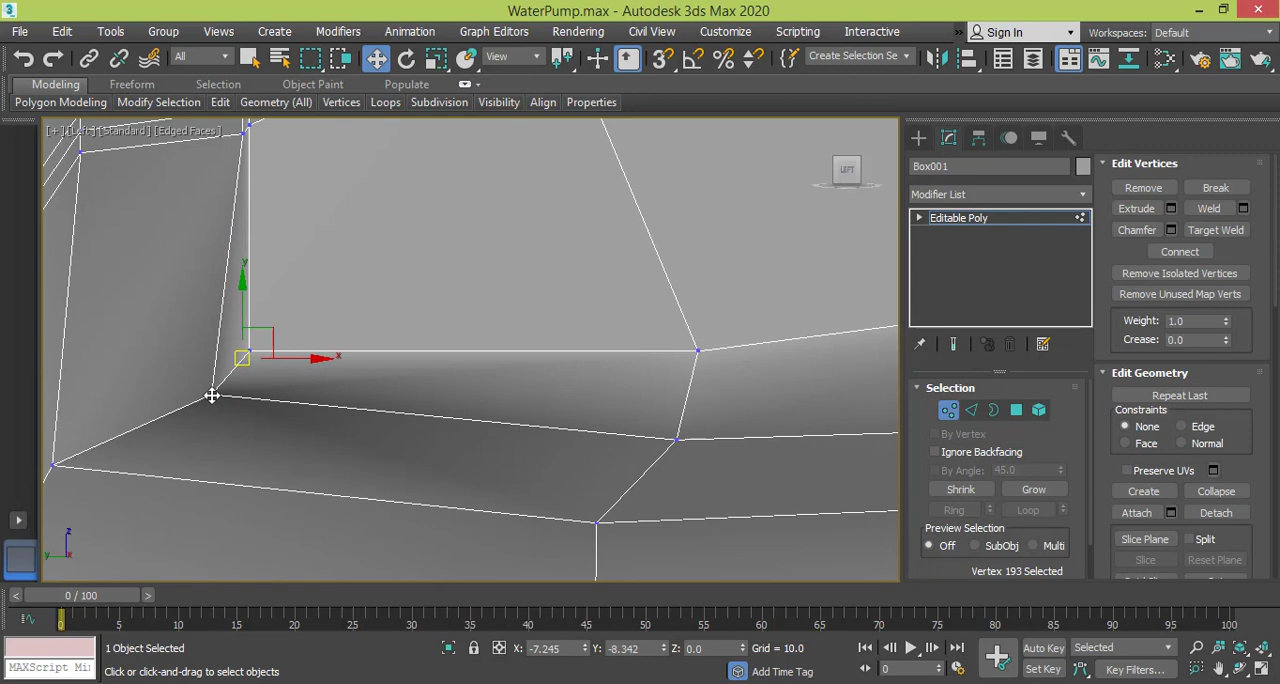 WaterPump.max - Autodesk 3ds Max 2020
File Edit Tools Group Views Create Modifiers Animation Graph Editors Rendering Civil View Customize Scripting Interactive » Sign In Workspaces: Default
All View Create Selection Se
Modeling Freeform Selection Object Paint Populate
Polygon Modeling Modify Selection Edit Geometry (All) Vertices Loops Subdivision Visibility Align Properties
[+] [Left] [Standard] [Edged Faces]
LEFT
y
x
z
y x
Box001
Modifier List
Editable Poly
Selection
By Vertex
Ignore Backfacing
By Angle: 45.0
Shrink Grow
Ring Loop
Preview Selection
Off SubObj Multi
Vertex 193 Selected
Edit Vertices
Remove Break
Extrude Weld
Chamfer Target Weld
Connect
Remove Isolated Vertices
Remove Unused Map Verts
Weight: 1.0
Crease: 0.0
Edit Geometry
Repeat Last
Constraints
None Edge
Face Normal
Preserve UVs
Create Collapse
Attach Detach
Slice Plane Split
Slice Reset Plane
< 0 / 100 >
0 5 10 15 20 25 30 35 40 45 50 55 60 65 70 75 80 85 90 95 100
1 Object Selected X: -7.245 Y: -8.342 Z: 0.0 Grid = 10.0 Auto Key Selected
MAXScript Mi: Click or click-and-drag to select objects Add Time Tag 0 Set Key Key Filters...